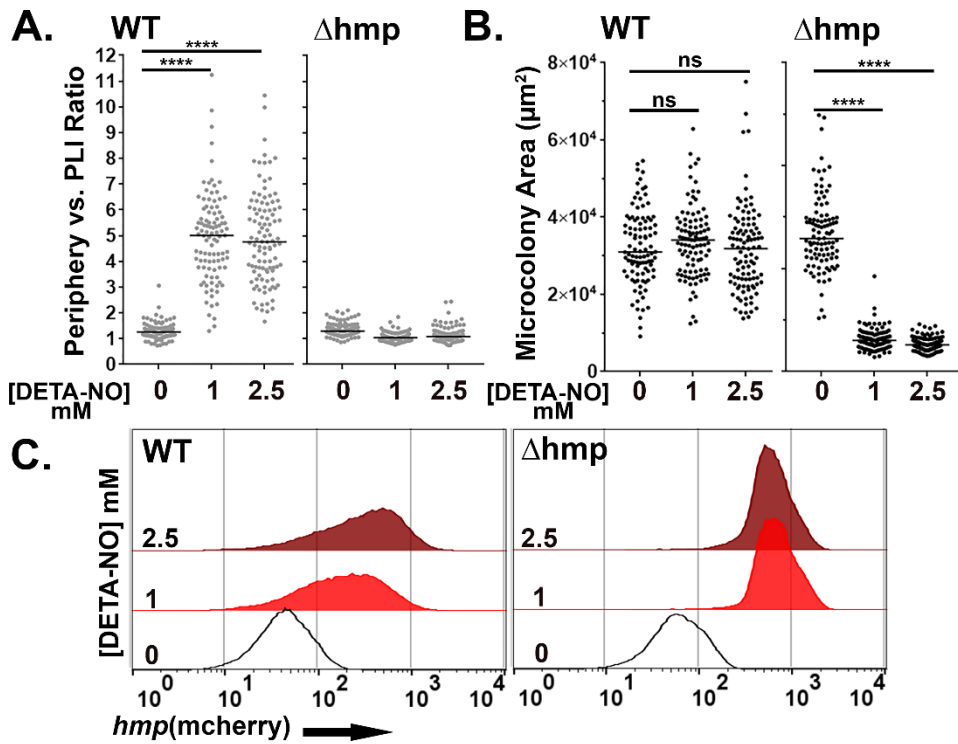 A.
WT
Δhmp
****
****
Periphery vs. PLI Ratio
12
11
10
9
8
7
6
5
4
3
2
1
0
[DETA-NO]
mM
0 1 2.5
0 1 2.5
B.
WT
Δhmp
ns
ns
****
****
Microcolony Area (µm²)
8×10⁴
6×10⁴
4×10⁴
2×10⁴
0
[DETA-NO]
mM
0 1 2.5
0 1 2.5
C.
WT
Δhmp
[DETA-NO] mM
2.5
1
0
2.5
1
0
10⁰ 10¹ 10² 10³ 10⁴
10⁰ 10¹ 10² 10³ 10⁴
hmp(mcherry)